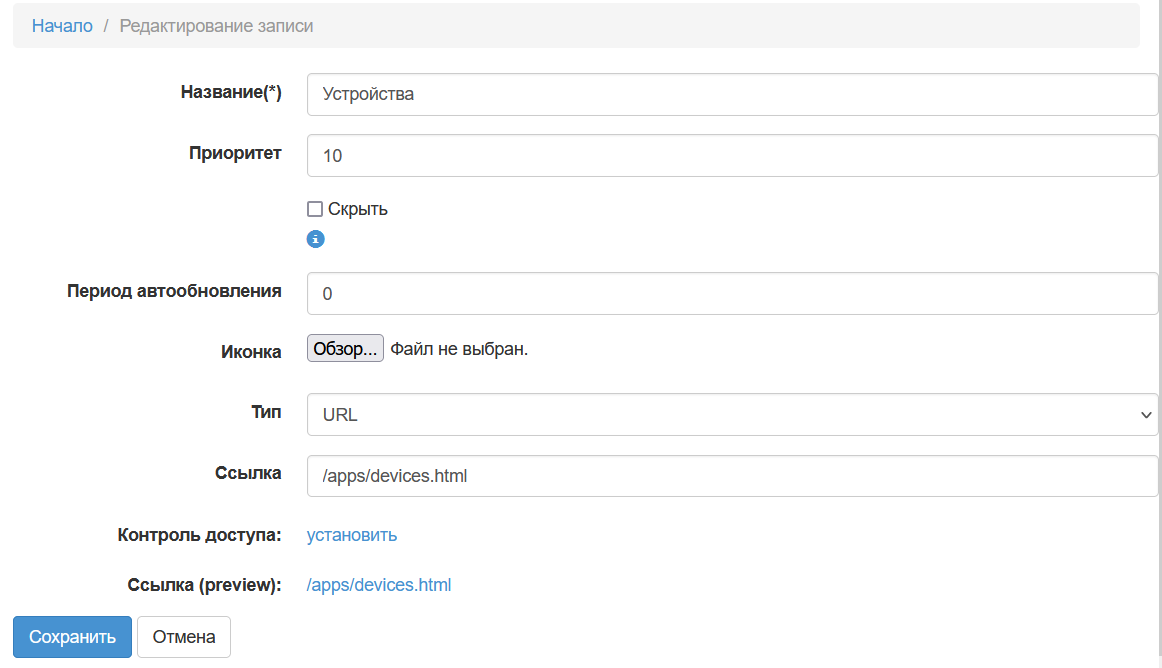 Начало / Редактирование записи
Название(*) Устройства
Приоритет 10
Скрыть
i
Период автообновления 0
Иконка Обзор... Файл не выбран.
Тип URL
Ссылка /apps/devices.html
Контроль доступа: установить
Ссылка (preview): /apps/devices.html
Сохранить Отмена